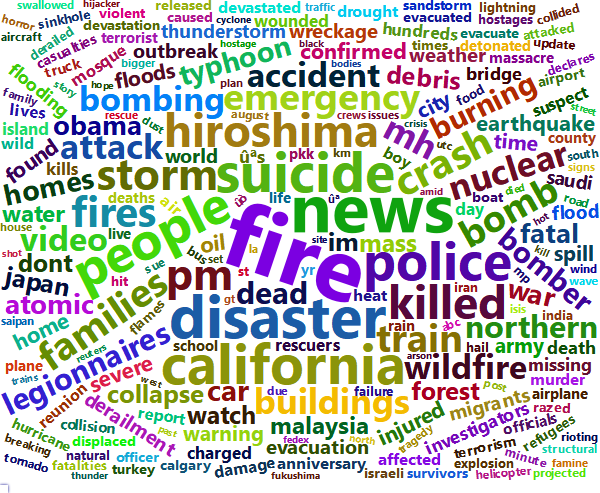 swallowed hijacker violent released devastated traffic drought sandstorm lightning
horror sinkhole devastation caused cyclone wounded evacuated hostages collided
aircraft derailed casualties terrorist thunderstorm wreckage hundreds evacuate attacked
truck mosque outbreak hostage black confirmed times detonated update
flooding story bigger floods typhoon bodies weather massacre declares
family hope plan accident debris bridge airport
lives rescue bombing emergency city food burning suspect street
island obama dust august crews issues crisis earthquake
wild attack hiroshima mh utc time county
found kills world ûªs pkk km boy crash nuclear south
homes storm suicide amid saudi signs
water fires deaths air life ûª news day boat bomb died road flood
house video live people ûò fire site im mass hot fatal
shot dont bus set oil la police bomber kill spill wind
japan hit sue pm st yr iran mp wave
atomic families gt dead heat killed war isis india
saipan home flames disaster rain abc northern
plane reuters school rescuers train hail army death
trains legionnaires severe west california arson wildfire missing
reunion collapse car due failure forest post murder
hurricane derailment report watch buildings injured migrants airplane
breaking collision past warning malaysia tragedy investigators officials razed
tornado displaced charged fedex evacuation north refugees rioting
natural officer damage anniversary affected terrorism minute structural
fatalities turkey calgary israeli survivors explosion famine
thunder fukushima helicopter projected